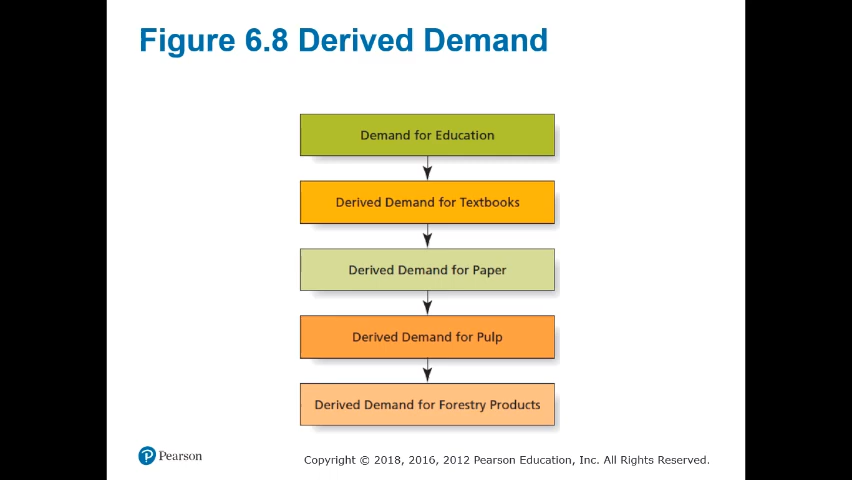 Figure 6.8 Derived Demand
Demand for Education
Derived Demand for Textbooks
Derived Demand for Paper
Derived Demand for Pulp
Derived Demand for Forestry Products
P Pearson
Copyright © 2018, 2016, 2012 Pearson Education, Inc. All Rights Reserved.